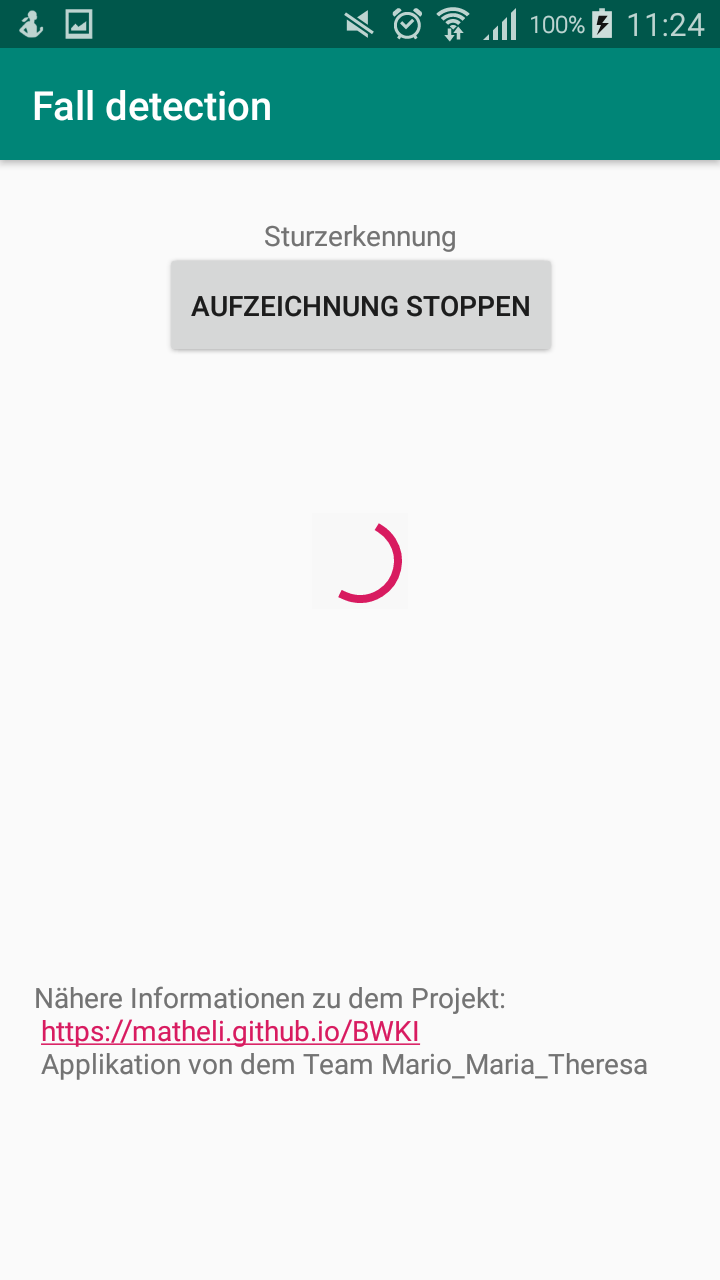 100% 11:24
Fall detection
Sturzerkennung
AUFZEICHNUNG STOPPEN
Nähere Informationen zu dem Projekt:
https://matheli.github.io/BWKI
Applikation von dem Team Mario_Maria_Theresa